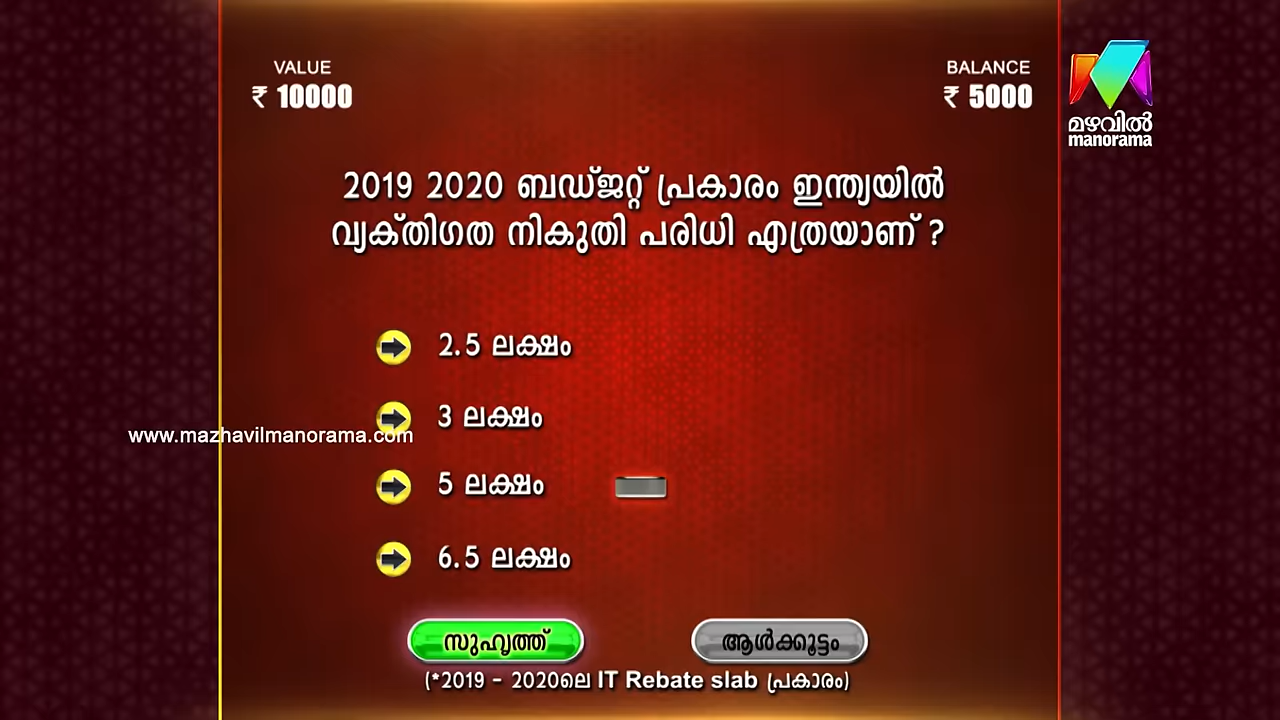 VALUE
₹ 10000
BALANCE
₹ 5000
മഴവിൽ
manorama
2019 2020 ബഡ്ജറ്റ് പ്രകാരം ഇന്ത്യയിൽ
വ്യക്തിഗത നികുതി പരിധി എത്രയാണ് ?
2.5 ലക്ഷം
3 ലക്ഷം
www.mazhavilmanorama.com
5 ലക്ഷം
6.5 ലക്ഷം
സുഹൃത്ത്
ആൾക്കൂട്ടം
(*2019 - 2020ലെ IT Rebate slab പ്രകാരം)